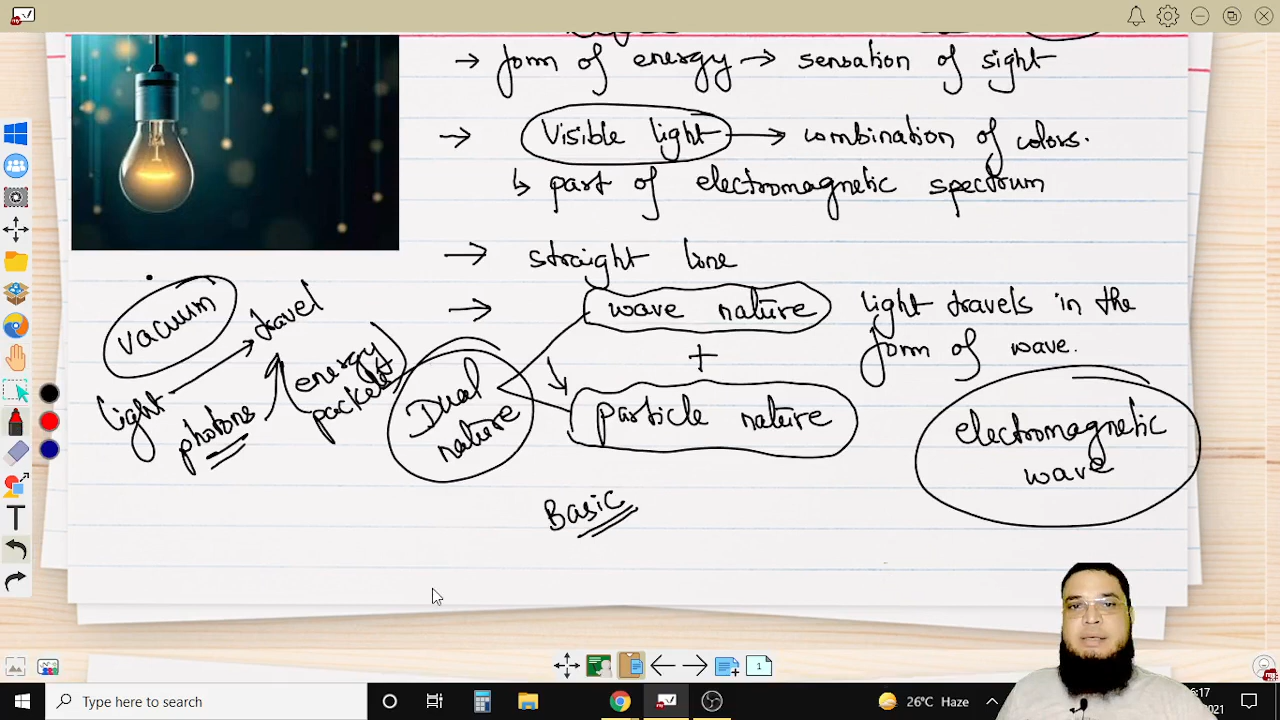 → form of energy → sensation of sight
→ Visible light → combination of colors.
↳ part of electromagnetic spectrum
→ straight line
→ wave nature
+
particle nature
light travels in the
form of wave.
electromagnetic
wave
Dual
nature
vacuum
light → travel
photons
energy
packets
Basic
1
Type here to search
26°C Haze